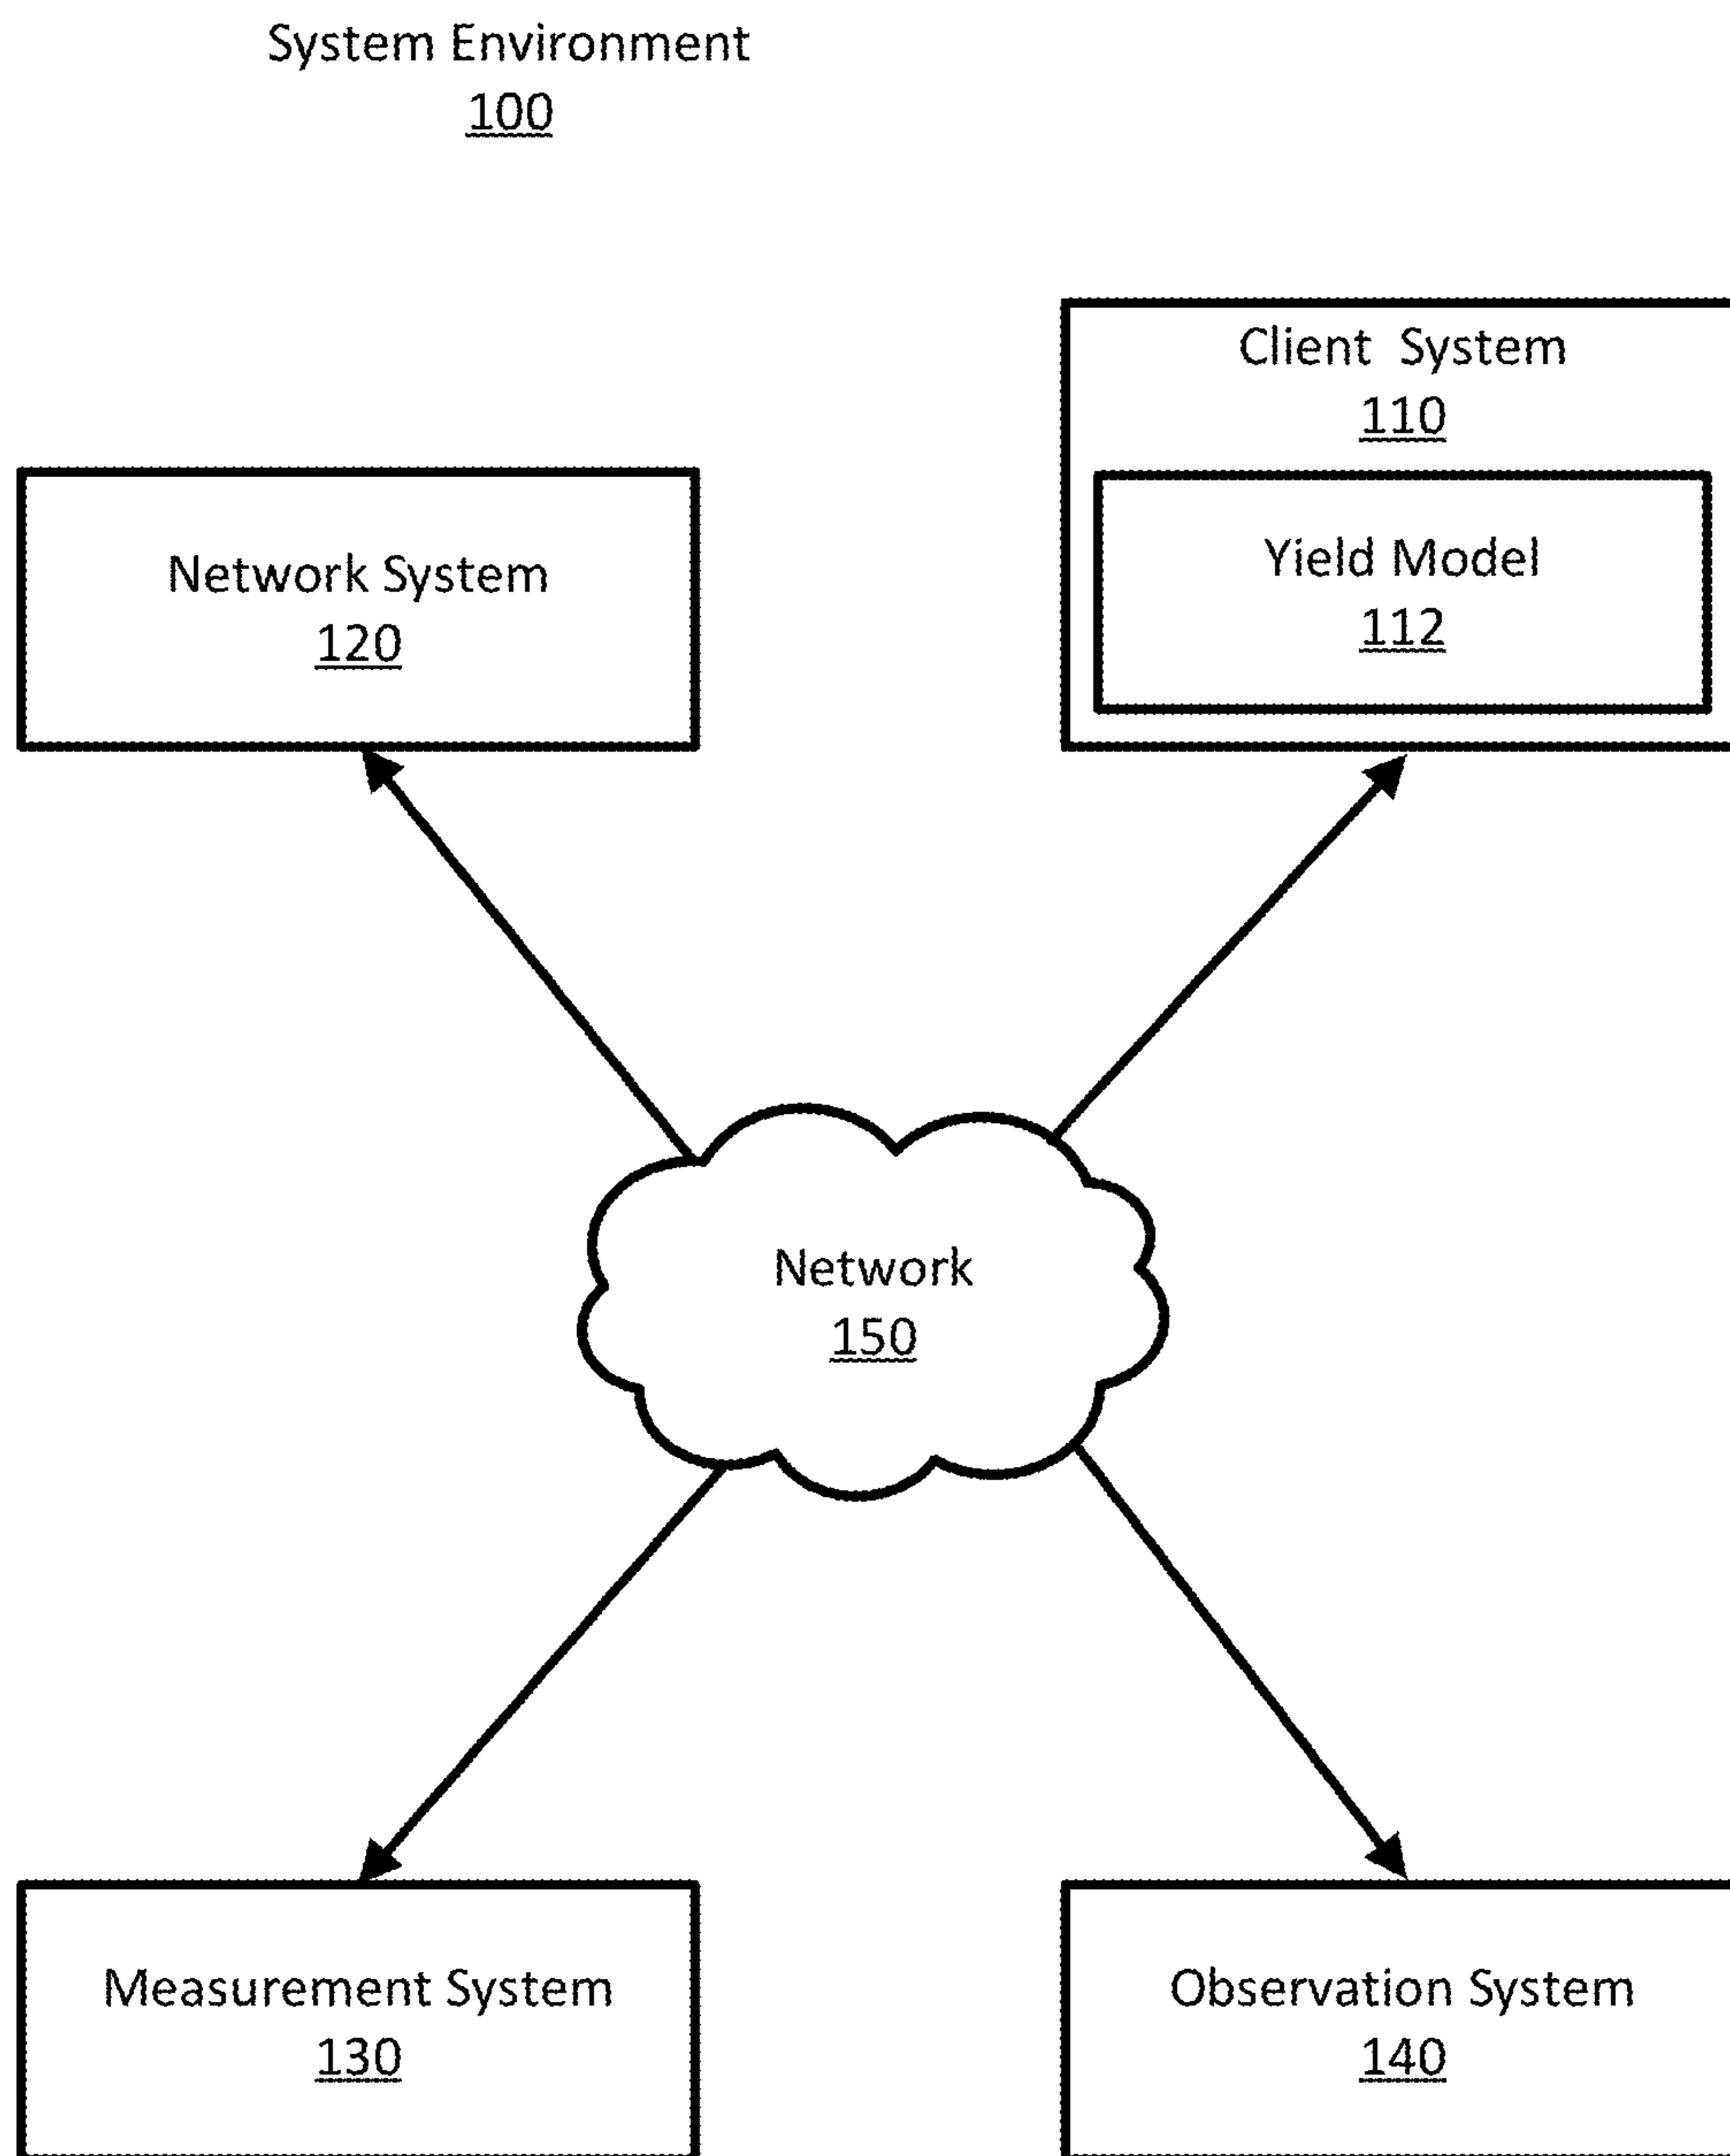 System Environment
100
Client System
110
Yield Model
112
Network System
120
Network
150
Measurement System
130
Observation System
140